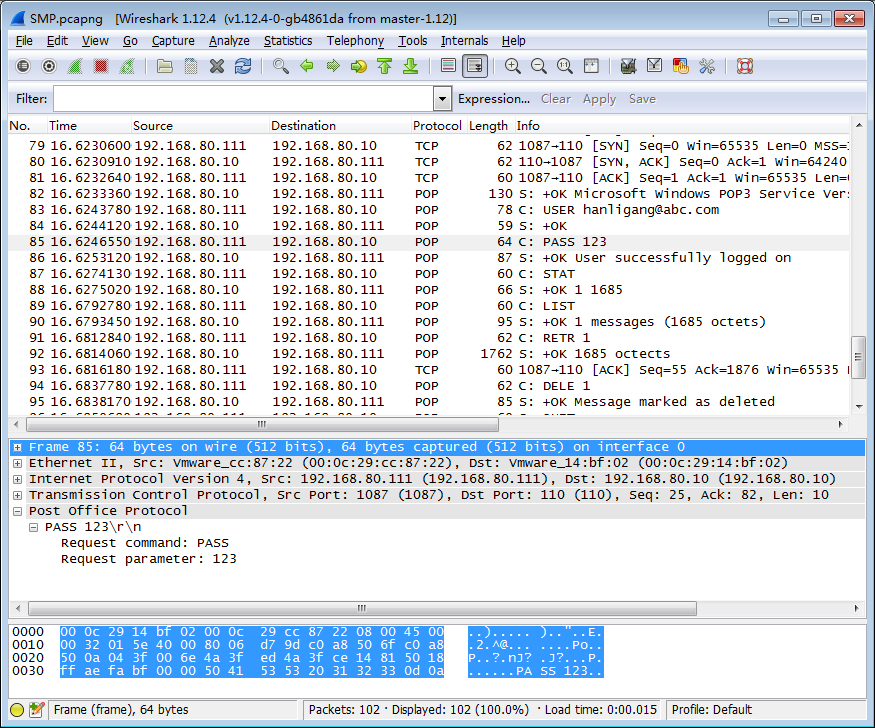 SMP.pcapng [Wireshark 1.12.4 (v1.12.4-0-gb4861da from master-1.12)]
File Edit View Go Capture Analyze Statistics Telephony Tools Internals Help
Filter: Expression... Clear Apply Save
No. Time Source Destination Protocol Length Info
79 16.6230600 192.168.80.111 192.168.80.10 TCP 62 1087→110 [SYN] Seq=0 Win=65535 Len=0 MSS=
80 16.6230910 192.168.80.10 192.168.80.111 TCP 62 110→1087 [SYN, ACK] Seq=0 Ack=1 Win=64240
81 16.6232640 192.168.80.111 192.168.80.10 TCP 60 1087→110 [ACK] Seq=1 Ack=1 Win=65535 Len=
82 16.6233360 192.168.80.10 192.168.80.111 POP 130 S: +OK Microsoft Windows POP3 Service Ver
83 16.6243780 192.168.80.111 192.168.80.10 POP 78 C: USER hanligang@abc.com
84 16.6244120 192.168.80.10 192.168.80.111 POP 59 S: +OK
85 16.6246550 192.168.80.111 192.168.80.10 POP 64 C: PASS 123
86 16.6253120 192.168.80.10 192.168.80.111 POP 87 S: +OK User successfully logged on
87 16.6274130 192.168.80.111 192.168.80.10 POP 60 C: STAT
88 16.6275020 192.168.80.10 192.168.80.111 POP 66 S: +OK 1 1685
89 16.6792780 192.168.80.111 192.168.80.10 POP 60 C: LIST
90 16.6793450 192.168.80.10 192.168.80.111 POP 95 S: +OK 1 messages (1685 octets)
91 16.6812840 192.168.80.111 192.168.80.10 POP 62 C: RETR 1
92 16.6814060 192.168.80.10 192.168.80.111 POP 1762 S: +OK 1685 octects
93 16.6816180 192.168.80.111 192.168.80.10 TCP 60 1087→110 [ACK] Seq=55 Ack=1876 Win=65535
94 16.6837780 192.168.80.111 192.168.80.10 POP 62 C: DELE 1
95 16.6838170 192.168.80.10 192.168.80.111 POP 85 S: +OK Message marked as deleted
Frame 85: 64 bytes on wire (512 bits), 64 bytes captured (512 bits) on interface 0
Ethernet II, Src: Vmware_cc:87:22 (00:0c:29:cc:87:22), Dst: Vmware_14:bf:02 (00:0c:29:14:bf:02)
Internet Protocol Version 4, Src: 192.168.80.111 (192.168.80.111), Dst: 192.168.80.10 (192.168.80.10)
Transmission Control Protocol, Src Port: 1087 (1087), Dst Port: 110 (110), Seq: 25, Ack: 82, Len: 10
Post Office Protocol
PASS 123\r\n
Request command: PASS
Request parameter: 123
0000 00 0c 29 14 bf 02 00 0c 29 cc 87 22 08 00 45 00 ..)..... ).."..E.
0010 00 32 01 5e 40 00 80 06 d7 9d c0 a8 50 6f c0 a8 .2.^@... ....Po..
0020 50 0a 04 3f 00 6e 4a 3f ed 4a 3f ce 14 81 50 18 P..?.nJ? .J?...P.
0030 ff ae fa bf 00 00 50 41 53 53 20 31 32 33 0d 0a ......PA SS 123..
Frame (frame), 64 bytes Packets: 102 · Displayed: 102 (100.0%) · Load time: 0:00.015 Profile: Default